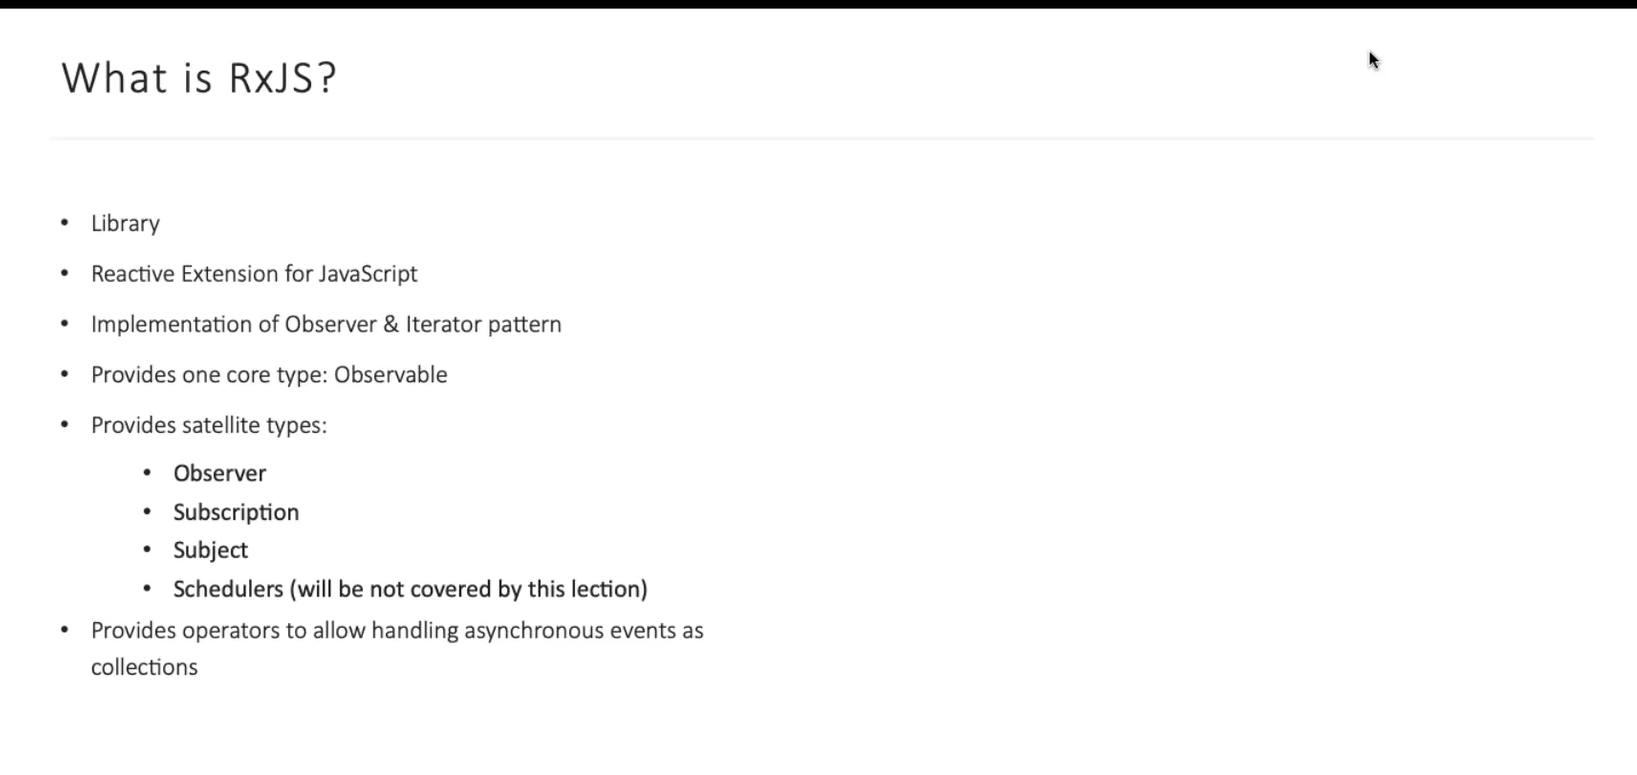 What is RxJS?
• Library
• Reactive Extension for JavaScript
• Implementation of Observer & Iterator pattern
• Provides one core type: Observable
• Provides satellite types:
• Observer
• Subscription
• Subject
• Schedulers (will be not covered by this lection)
• Provides operators to allow handling asynchronous events as
collections